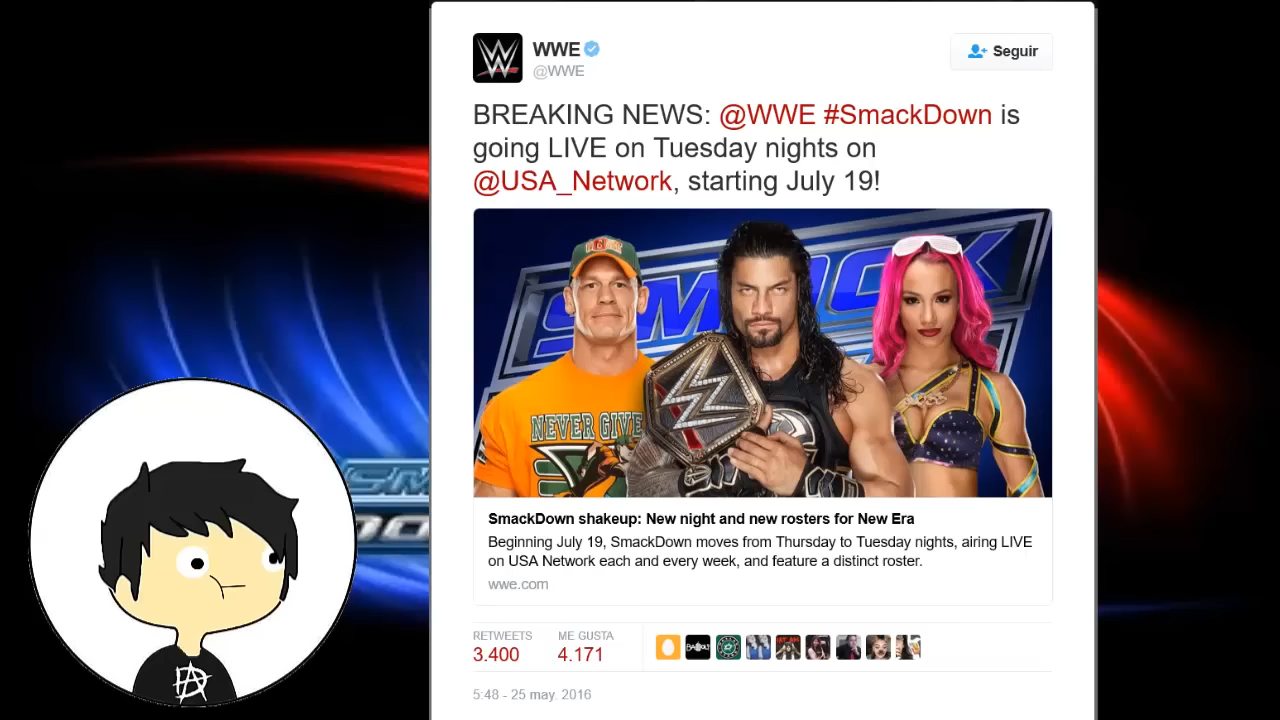 WWE
@WWE
Seguir
BREAKING NEWS: @WWE #SmackDown is
going LIVE on Tuesday nights on
@USA_Network, starting July 19!
SMACK
NEVER GIVE
SmackDown shakeup: New night and new rosters for New Era
Beginning July 19, SmackDown moves from Thursday to Tuesday nights, airing LIVE
on USA Network each and every week, and feature a distinct roster.
wwe.com
RETWEETS
ME GUSTA
3.400
4.171
5:48 - 25 may. 2016